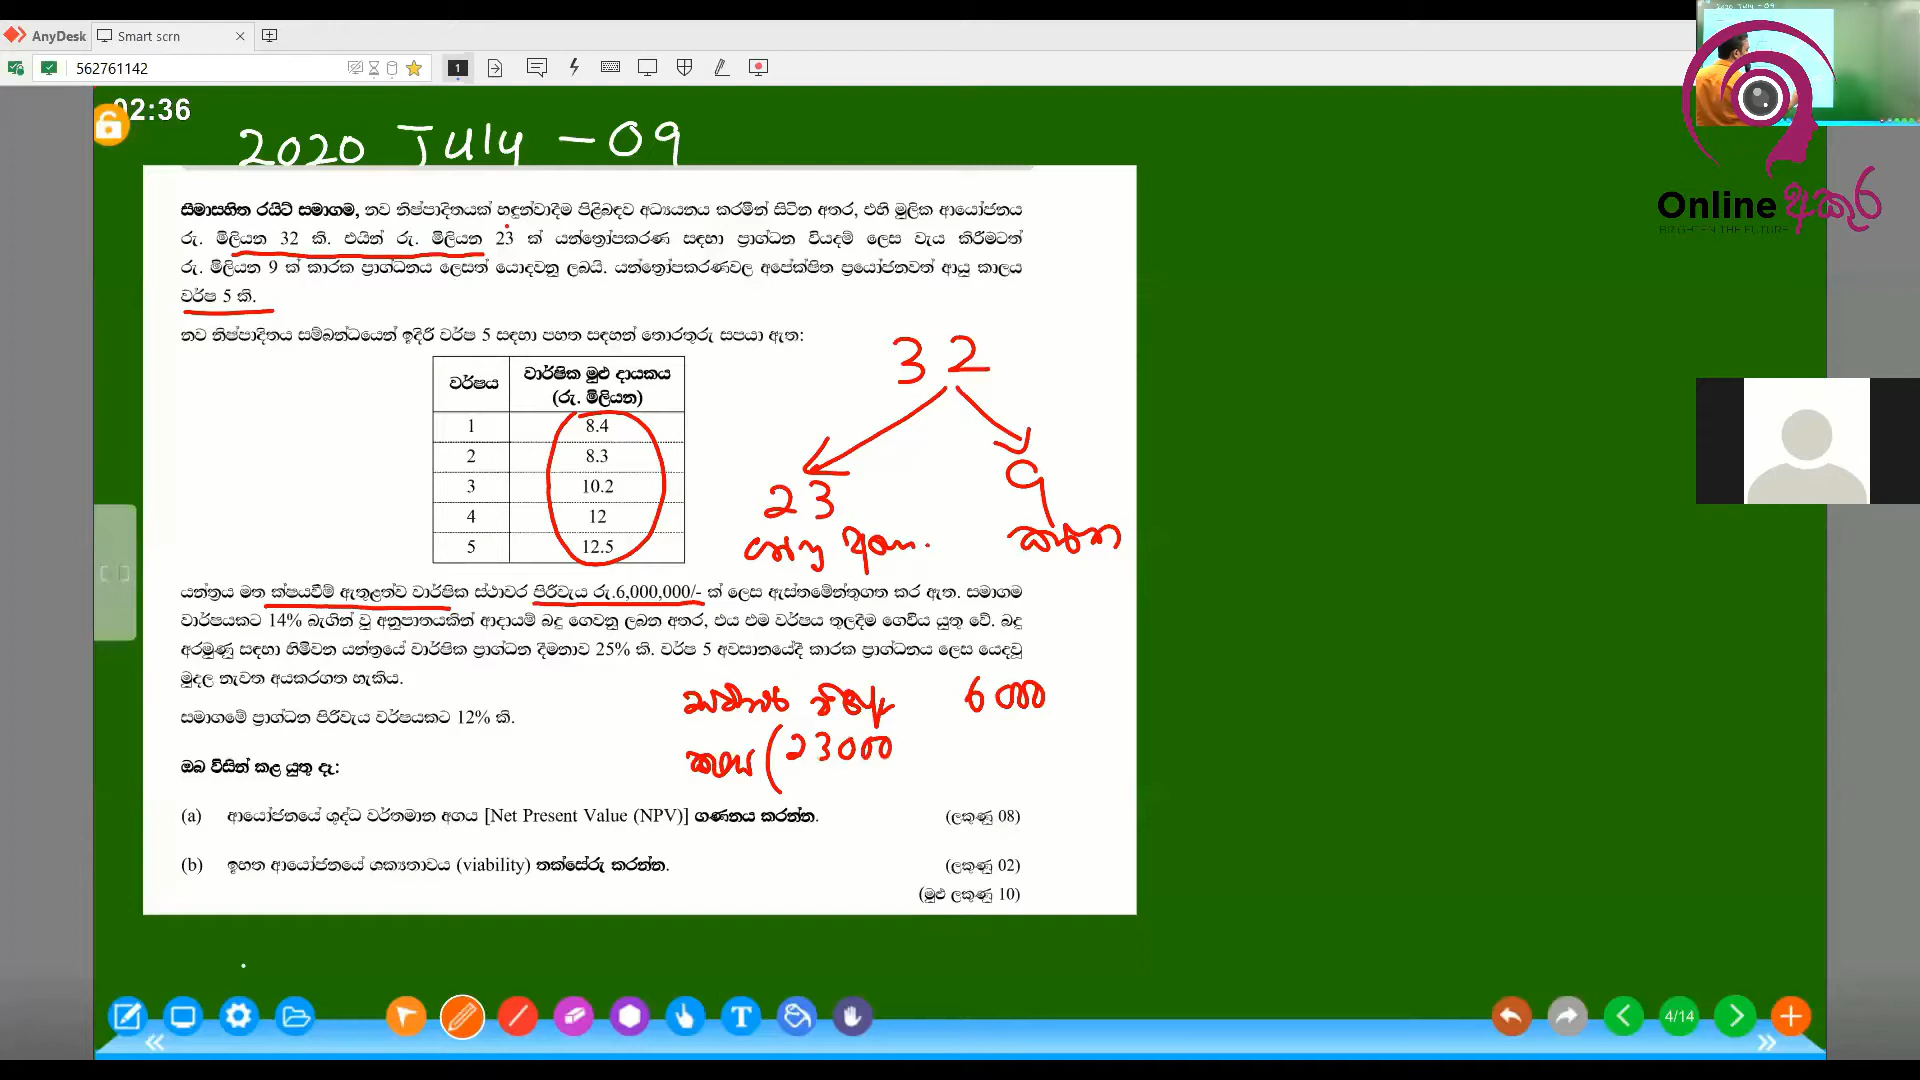 AnyDesk
Smart scrn
562761142
1
02:36
2020 July - 09
Online අකුර
BRIGHTEN THE FUTURE
සීමාසහිත රයිට් සමාගම, නව නිෂ්පාදිතයක් හඳුන්වාදීම පිළිබඳව අධ්‍යයනය කරමින් සිටින අතර, එහි මුලික ආයෝජනය
රු. මිලියන 32 කි. එයින් රු. මිලියන 23 ක් යන්ත්‍රෝපකරණ සඳහා ප්‍රාග්ධන වියදම් ලෙස වැය කිරීමටත්
රු. මිලියන 9 ක් කාරක ප්‍රාග්ධනය ලෙසත් යොදවනු ලබයි. යන්ත්‍රෝපකරණවල අපේක්ෂිත ප්‍රයෝජනවත් ආයු කාලය
වර්ෂ 5 කි.
නව නිෂ්පාදිතය සම්බන්ධයෙන් ඉදිරි වර්ෂ 5 සඳහා පහත සඳහන් තොරතුරු සපයා ඇත:
වර්ෂය වාර්ෂික මුළු දායකය
(රු. මිලියන)
1 8.4
2 8.3
3 10.2
4 12
5 12.5
32
23 9
යන්ත්‍රය මත ක්ෂයවීම් ඇතුළත්ව වාර්ෂික ස්ථාවර පිරිවැය රු.6,000,000/- ක් ලෙස ඇස්තමේන්තුගත කර ඇත. සමාගම
වාර්ෂයකට 14% බැගින් වු අනුපාතයකින් ආදායම් බදු ගෙවනු ලබන අතර, එය එම වර්ෂය තුලදීම ගෙවිය යුතු වේ. බදු
අරමුණු සඳහා හිමිවන යන්ත්‍රයේ වාර්ෂික ප්‍රාග්ධන දීමනාව 25% කි. වර්ෂ 5 අවසානයේදී කාරක ප්‍රාග්ධනය ලෙස යෙදවූ
මුදල නැවත අයකරගත හැකිය.
සමාගමේ ප්‍රාග්ධන පිරිවැය වර්ෂයකට 12% කි.
6000
(23000
ඔබ විසින් කළ යුතු දෑ:
(a) ආයෝජනයේ ශුද්ධ වර්තමාන අගය [Net Present Value (NPV)] ගණනය කරන්න. (ලකුණු 08)
(b) ඉහත ආයෝජනයේ ශක්‍යතාවය (viability) තක්සේරු කරන්න. (ලකුණු 02)
(මුළු ලකුණු 10)
4/14